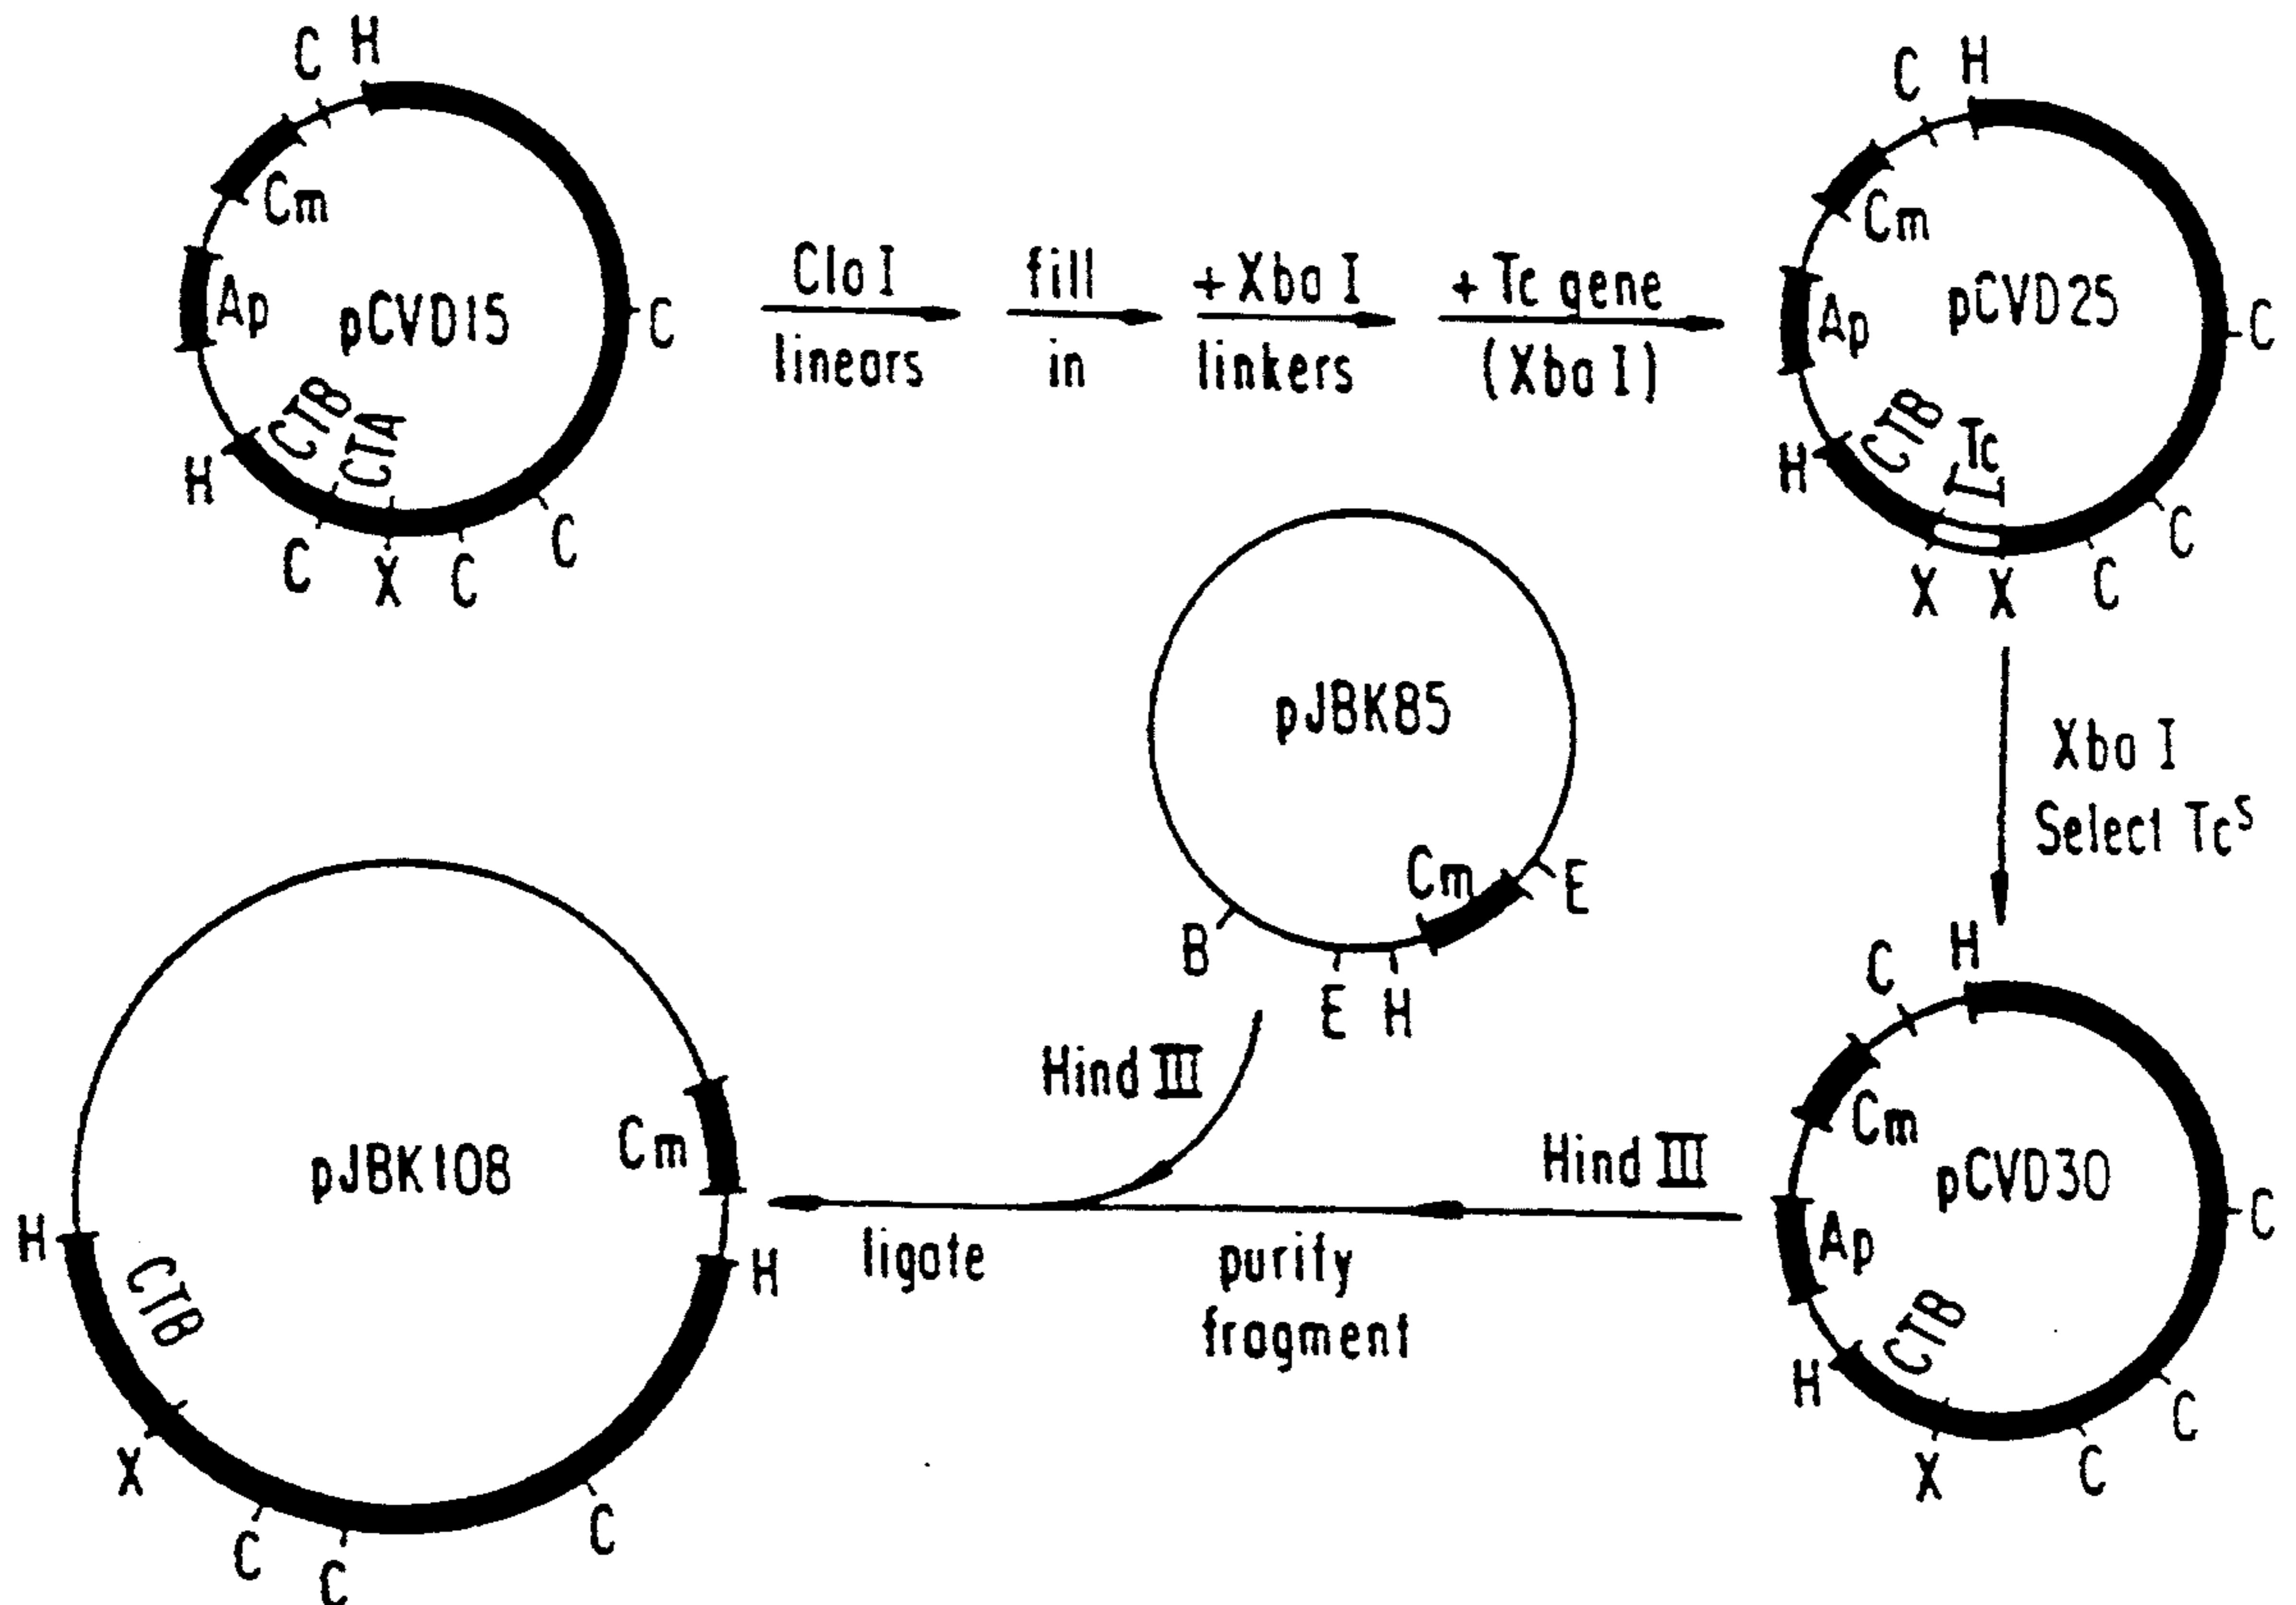 C H
Cm
Ap
pCVD15
C
CTB
CTA
H
C
X
C
C
Cla I
linears
fill
in
+ Xba I
linkers
+ Tc gene
(Xba I)
C H
Cm
Ap
pCVD25
C
CTB
Tc
H
X
X
C
C
Xba I
Select Tcˢ
pJBK85
Cm
E
B
E H
Hind III
C H
Cm
Ap
pCVD30
C
CTB
H
X
C
C
Hind III
purify
fragment
ligate
pJBK108
Cm
H
H
CTB
X
C
C
C